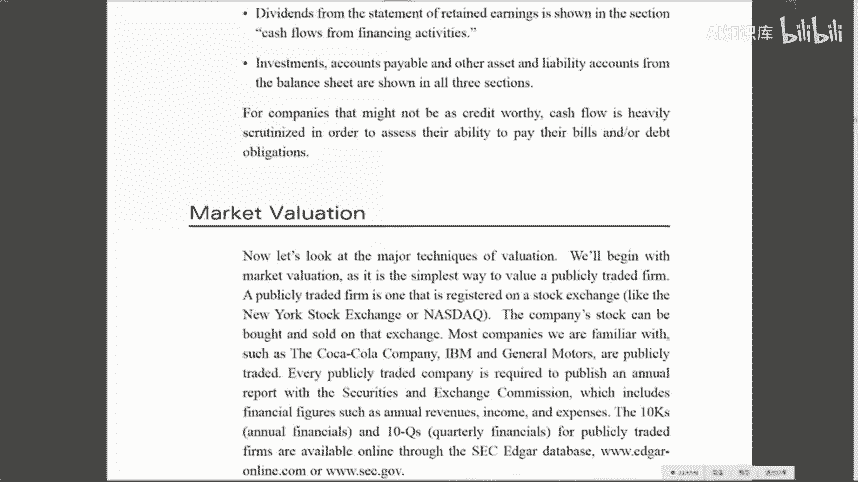 • Dividends from the statement of retained earnings is shown in the section
“cash flows from financing activities.”
• Investments, accounts payable and other asset and liability accounts from
the balance sheet are shown in all three sections.
For companies that might not be as credit worthy, cash flow is heavily
scrutinized in order to assess their ability to pay their bills and/or debt
obligations.
Market Valuation
Now let’s look at the major techniques of valuation. We’ll begin with
market valuation, as it is the simplest way to value a publicly traded firm.
A publicly traded firm is one that is registered on a stock exchange (like the
New York Stock Exchange or NASDAQ). The company’s stock can be
bought and sold on that exchange. Most companies we are familiar with,
such as The Coca-Cola Company, IBM and General Motors, are publicly
traded. Every publicly traded company is required to publish an annual
report with the Securities and Exchange Commission, which includes
financial figures such as annual revenues, income, and expenses. The 10Ks
(annual financials) and 10-Qs (quarterly financials) for publicly traded
firms are available online through the SEC Edgar database, www.edgar-
online.com or www.sec.gov.
AI知识库 bilibili